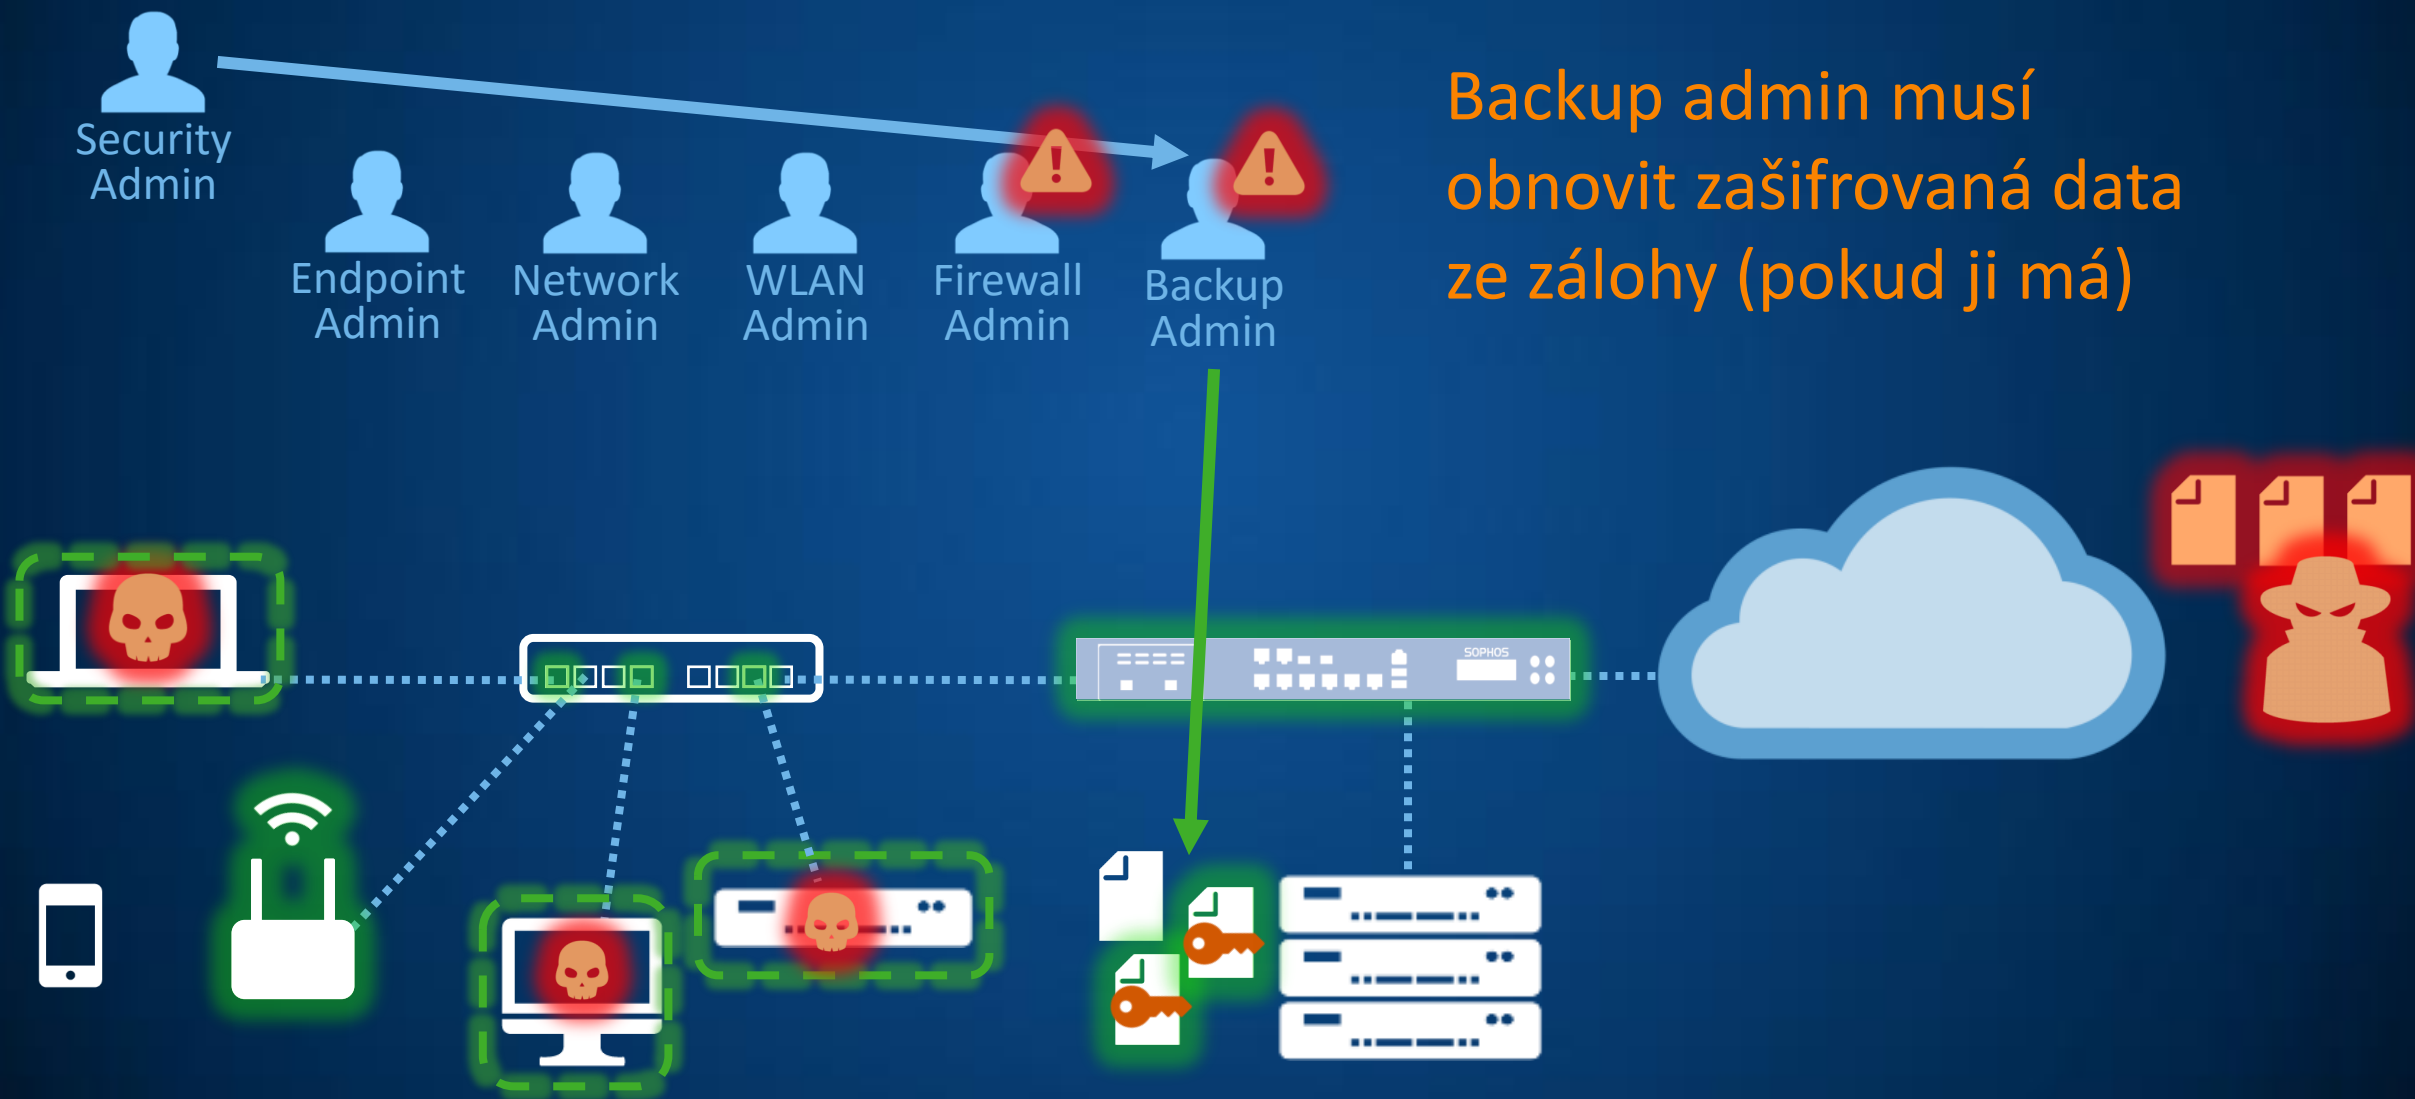 Security
Admin
Endpoint
Admin
Network
Admin
WLAN
Admin
Firewall
Admin
Backup
Admin
Backup admin musí
obnovit zašifrovaná data
ze zálohy (pokud ji má)
SOPHOS